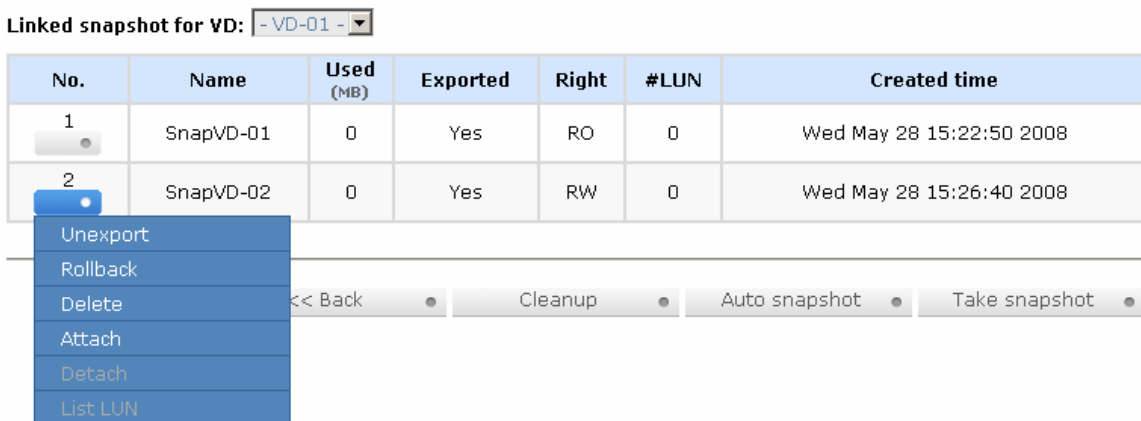 Linked snapshot for VD: - VD-01 -
No. Name Used (MB) Exported Right #LUN Created time
1 SnapVD-01 0 Yes RO 0 Wed May 28 15:22:50 2008
2 SnapVD-02 0 Yes RW 0 Wed May 28 15:26:40 2008
Unexport
Rollback
Delete
Attach
Detach
List LUN
<< Back Cleanup Auto snapshot Take snapshot